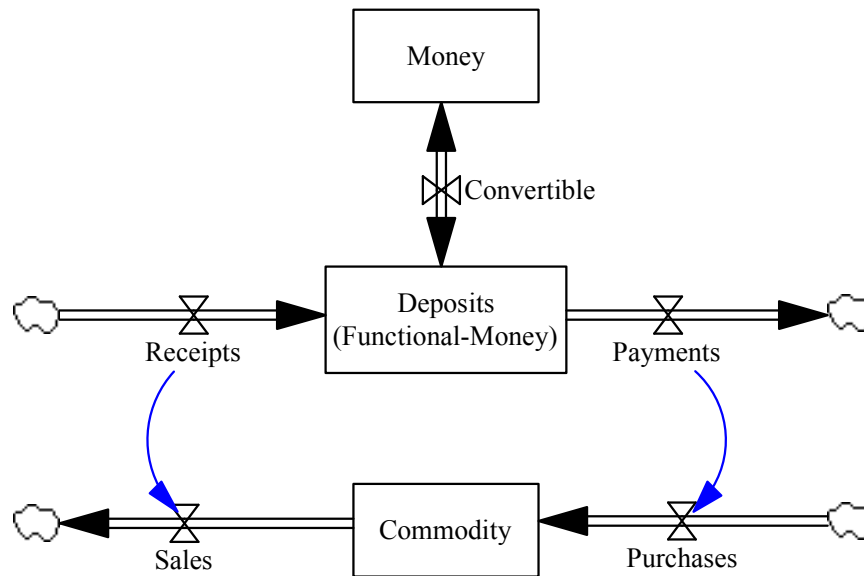 Money
Convertible
Deposits
(Functional-Money)
Receipts
Payments
Commodity
Sales
Purchases